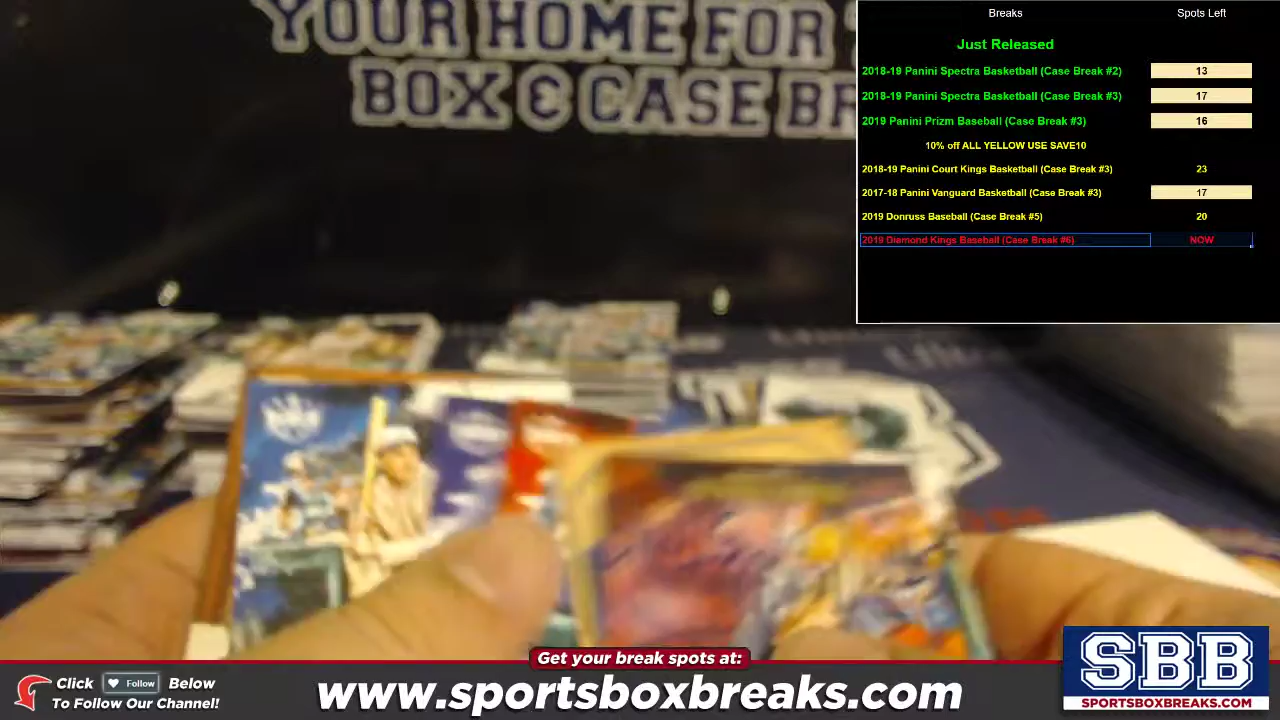 YOUR HOME FOR
BOX & CASE BR
Breaks Spots Left
Just Released
2018-19 Panini Spectra Basketball (Case Break #2) 13
2018-19 Panini Spectra Basketball (Case Break #3) 17
2019 Panini Prizm Baseball (Case Break #3) 16
10% off ALL YELLOW USE SAVE10
2018-19 Panini Court Kings Basketball (Case Break #3) 23
2017-18 Panini Vanguard Basketball (Case Break #3) 17
2019 Donruss Baseball (Case Break #5) 20
2019 Diamond Kings Baseball (Case Break #6) NOW
Get your break spots at:
Click Follow Below
To Follow Our Channel!
www.sportsboxbreaks.com
SBB
SPORTSBOXBREAKS.COM